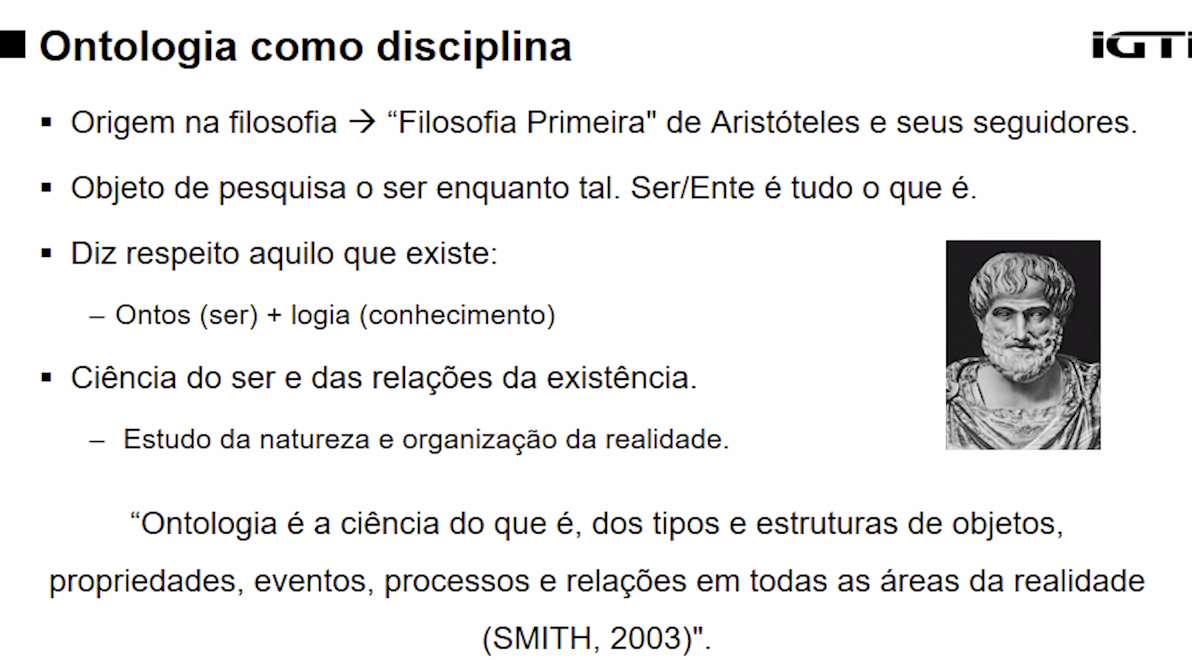 Ontologia como disciplina
iGTi
▪ Origem na filosofia → “Filosofia Primeira" de Aristóteles e seus seguidores.
▪ Objeto de pesquisa o ser enquanto tal. Ser/Ente é tudo o que é.
▪ Diz respeito aquilo que existe:
– Ontos (ser) + logia (conhecimento)
▪ Ciência do ser e das relações da existência.
– Estudo da natureza e organização da realidade.
“Ontologia é a ciência do que é, dos tipos e estruturas de objetos,
propriedades, eventos, processos e relações em todas as áreas da realidade
(SMITH, 2003)".